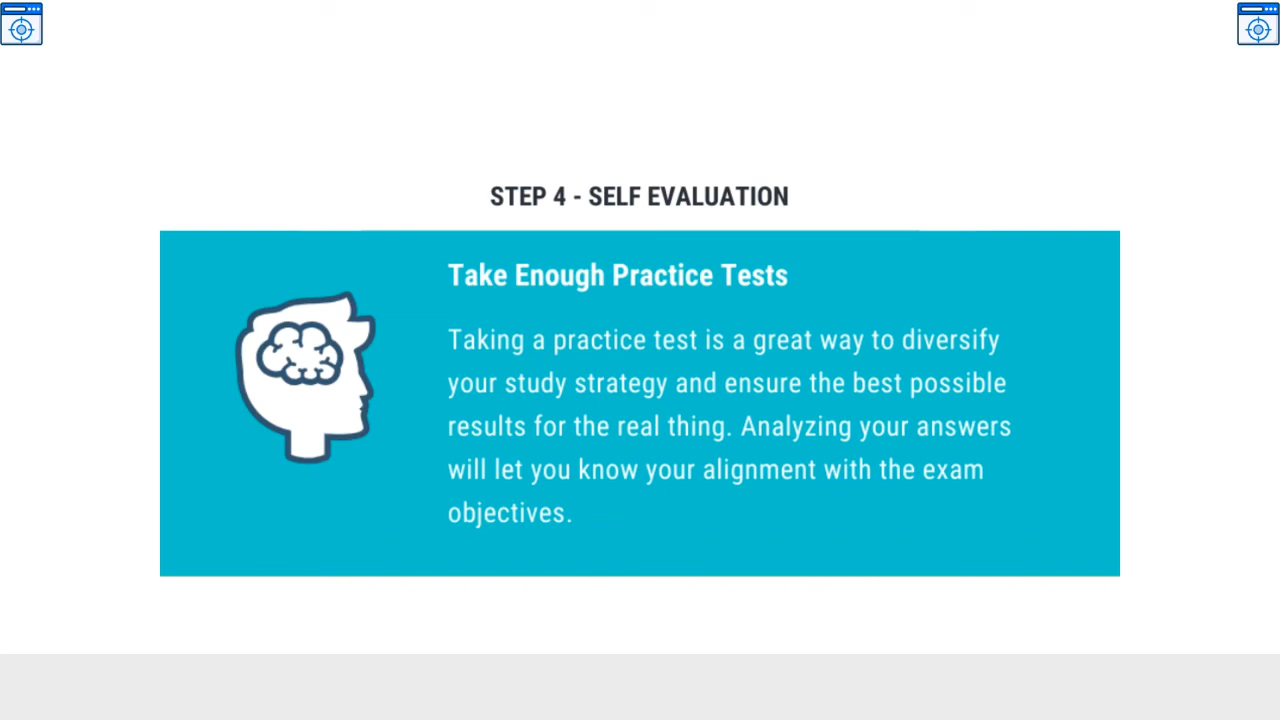 STEP 4 - SELF EVALUATION
Take Enough Practice Tests
Taking a practice test is a great way to diversify
your study strategy and ensure the best possible
results for the real thing. Analyzing your answers
will let you know your alignment with the exam
objectives.